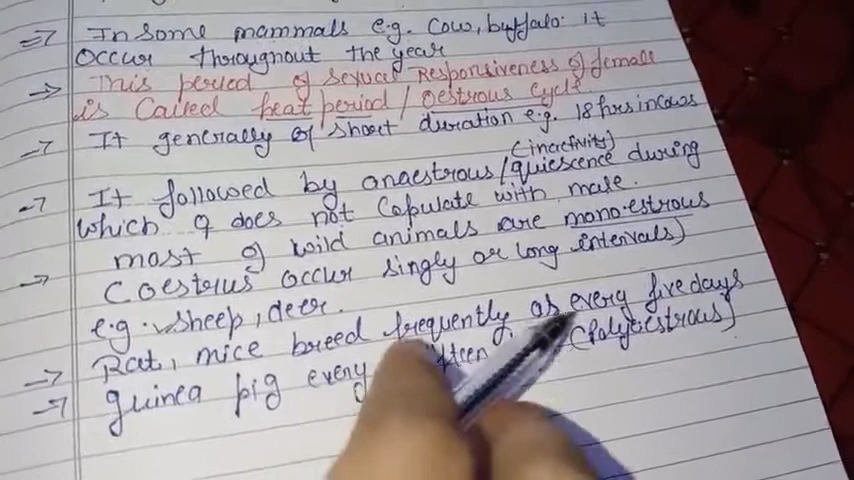 => In some mammals e.g. Cow, buffalo. it
occur throughout the year
→ This period of sexual responsiveness of female
is Called heat period / Oestrous cycle.
→ It generally of short duration e.g. 18 hrs in cows
(inactivity)
→ It followed by anaestrous / quiescence during
which ♀ does not Copulate with male.
most of wild animals are mono-estrous
→ (oestrus occur singly or long intervals)
e.g. sheep, deer.
→ Rat, mice breed frequently as every five days
→ guinea pig every (Polyestrous)